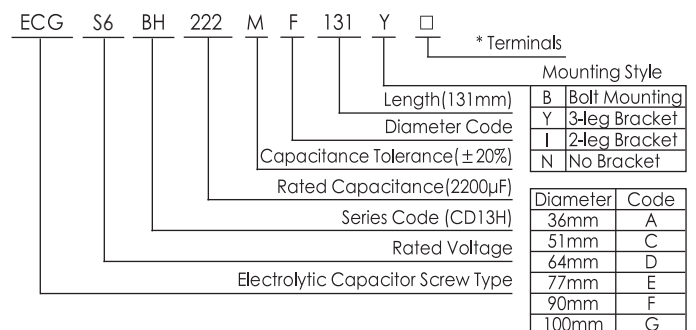 ECG S6 BH 222 M F 131 Y □
* Terminals
Mounting Style
B Bolt Mounting
Y 3-leg Bracket
I 2-leg Bracket
N No Bracket
Length(131mm)
Diameter Code
Capacitance Tolerance(±20%)
Rated Capacitance(2200µF)
Series Code (CD13H)
Rated Voltage
Electrolytic Capacitor Screw Type
Diameter Code
36mm A
51mm C
64mm D
77mm E
90mm F
100mm G